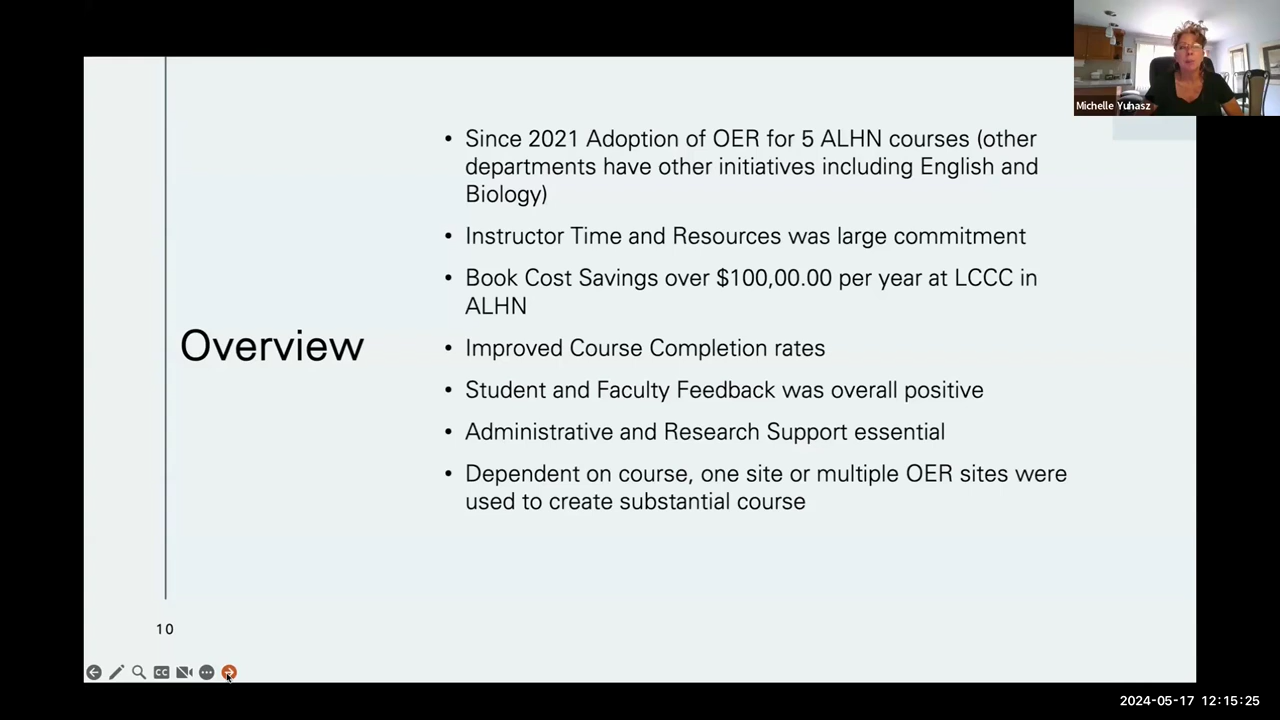 Michelle Yuhasz
Overview
• Since 2021 Adoption of OER for 5 ALHN courses (other
departments have other initiatives including English and
Biology)
• Instructor Time and Resources was large commitment
• Book Cost Savings over $100,00.00 per year at LCCC in
ALHN
• Improved Course Completion rates
• Student and Faculty Feedback was overall positive
• Administrative and Research Support essential
• Dependent on course, one site or multiple OER sites were
used to create substantial course
10
CC
2024-05-17 12:15:25